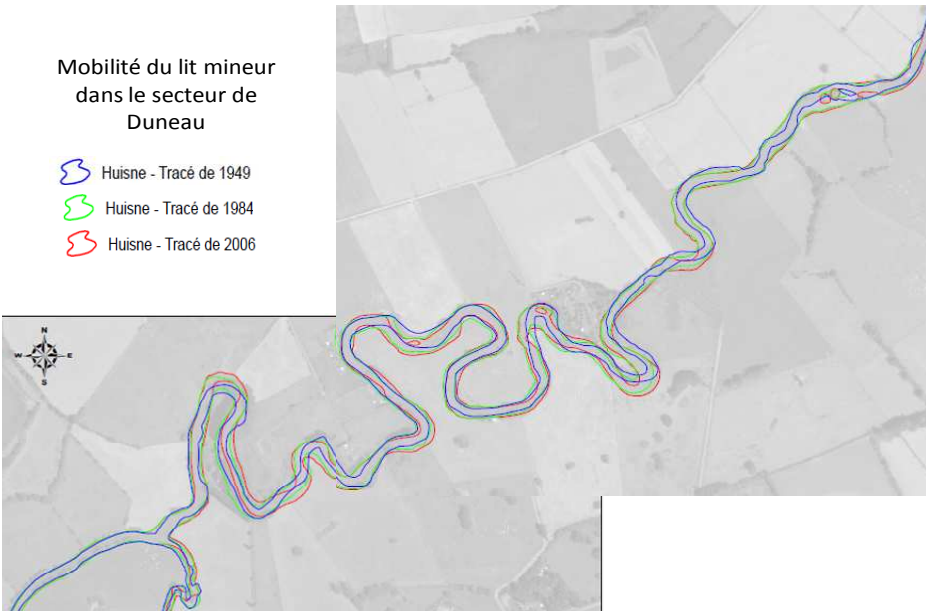 Mobilité du lit mineur
dans le secteur de
Duneau
Huisne - Tracé de 1949
Huisne - Tracé de 1984
Huisne - Tracé de 2006
N
W E
S